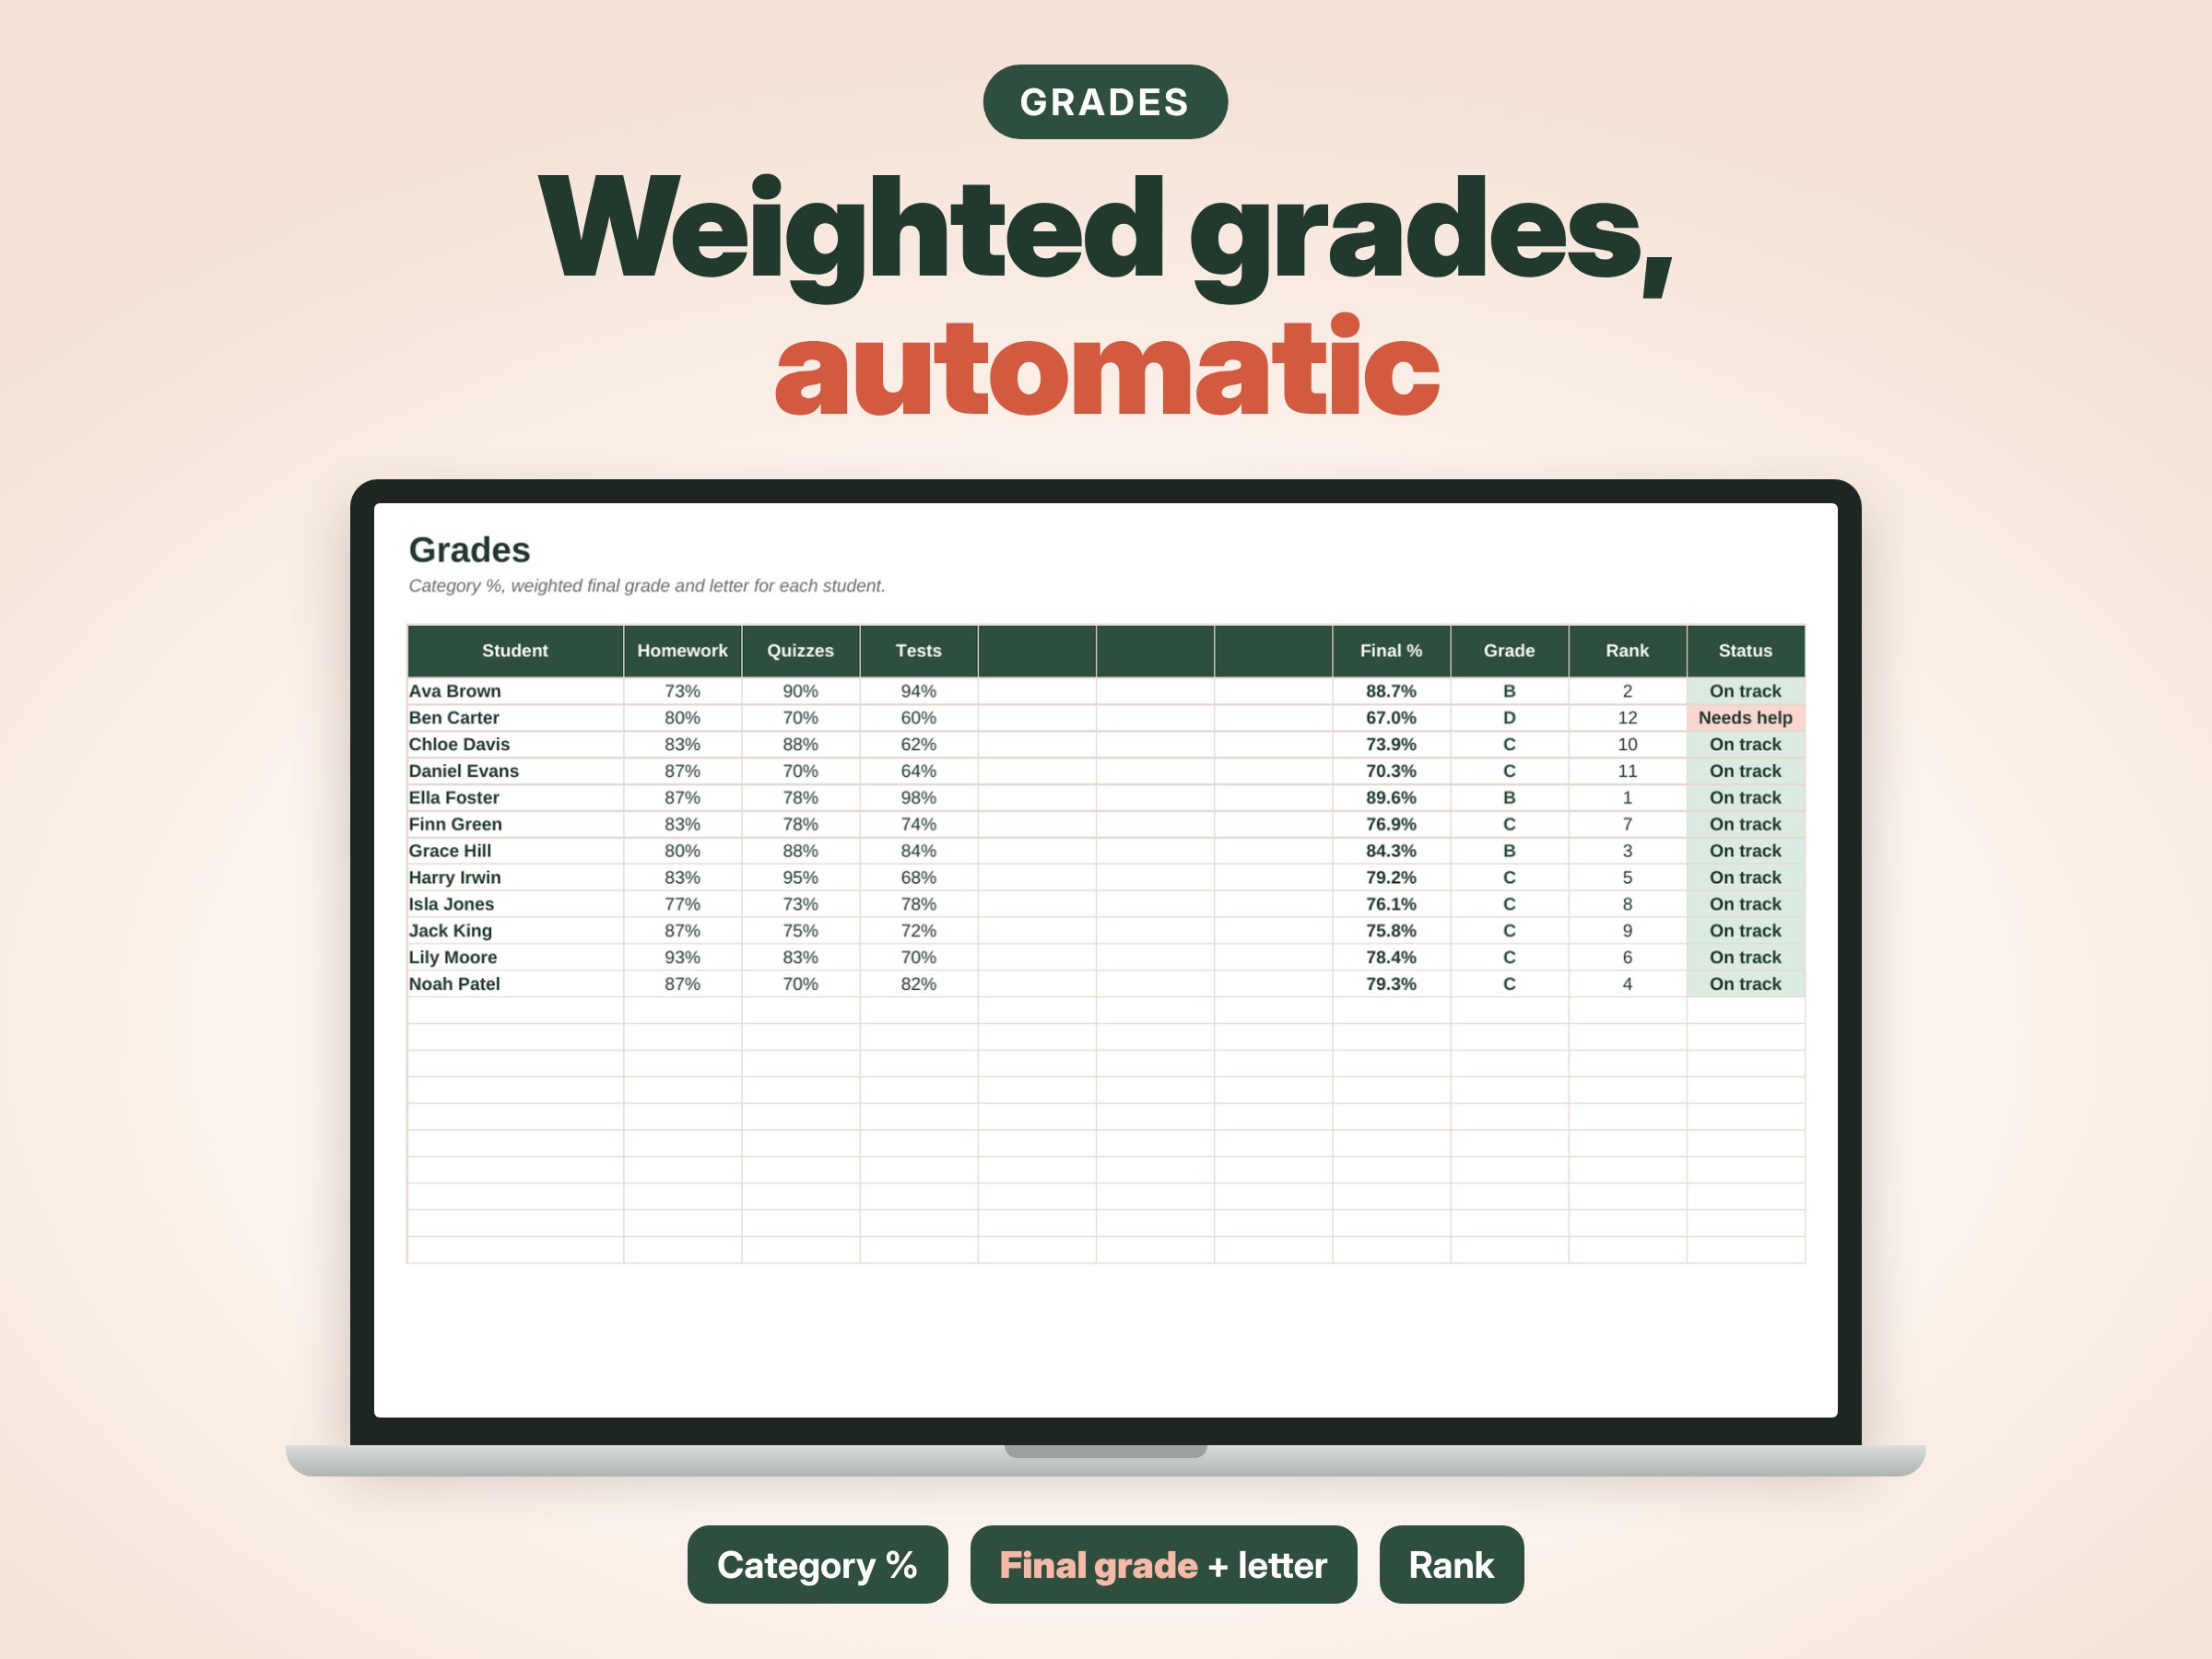 GRADES
Weighted grades,
automatic
Grades
Category %, weighted final grade and letter for each student.
Student Homework Quizzes Tests Final % Grade Rank Status
Ava Brown 73% 90% 94% 88.7% B 2 On track
Ben Carter 80% 70% 60% 67.0% D 12 Needs help
Chloe Davis 83% 88% 62% 73.9% C 10 On track
Daniel Evans 87% 70% 64% 70.3% C 11 On track
Ella Foster 87% 78% 98% 89.6% B 1 On track
Finn Green 83% 78% 74% 76.9% C 7 On track
Grace Hill 80% 88% 84% 84.3% B 3 On track
Harry Irwin 83% 95% 68% 79.2% C 5 On track
Isla Jones 77% 73% 78% 76.1% C 8 On track
Jack King 87% 75% 72% 75.8% C 9 On track
Lily Moore 93% 83% 70% 78.4% C 6 On track
Noah Patel 87% 70% 82% 79.3% C 4 On track
Category % Final grade + letter Rank